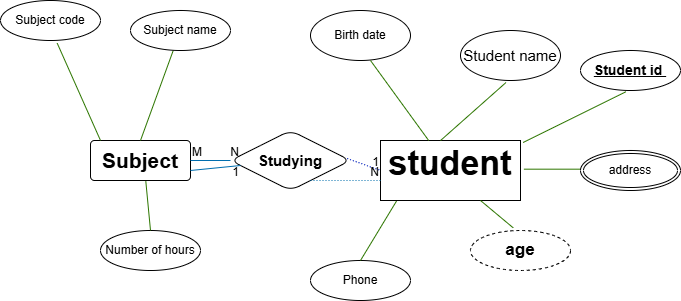 Subject code
Subject name
Birth date
Student name
Student id
Subject
M
N
1
Studying
1
N
student
address
Number of hours
age
Phone